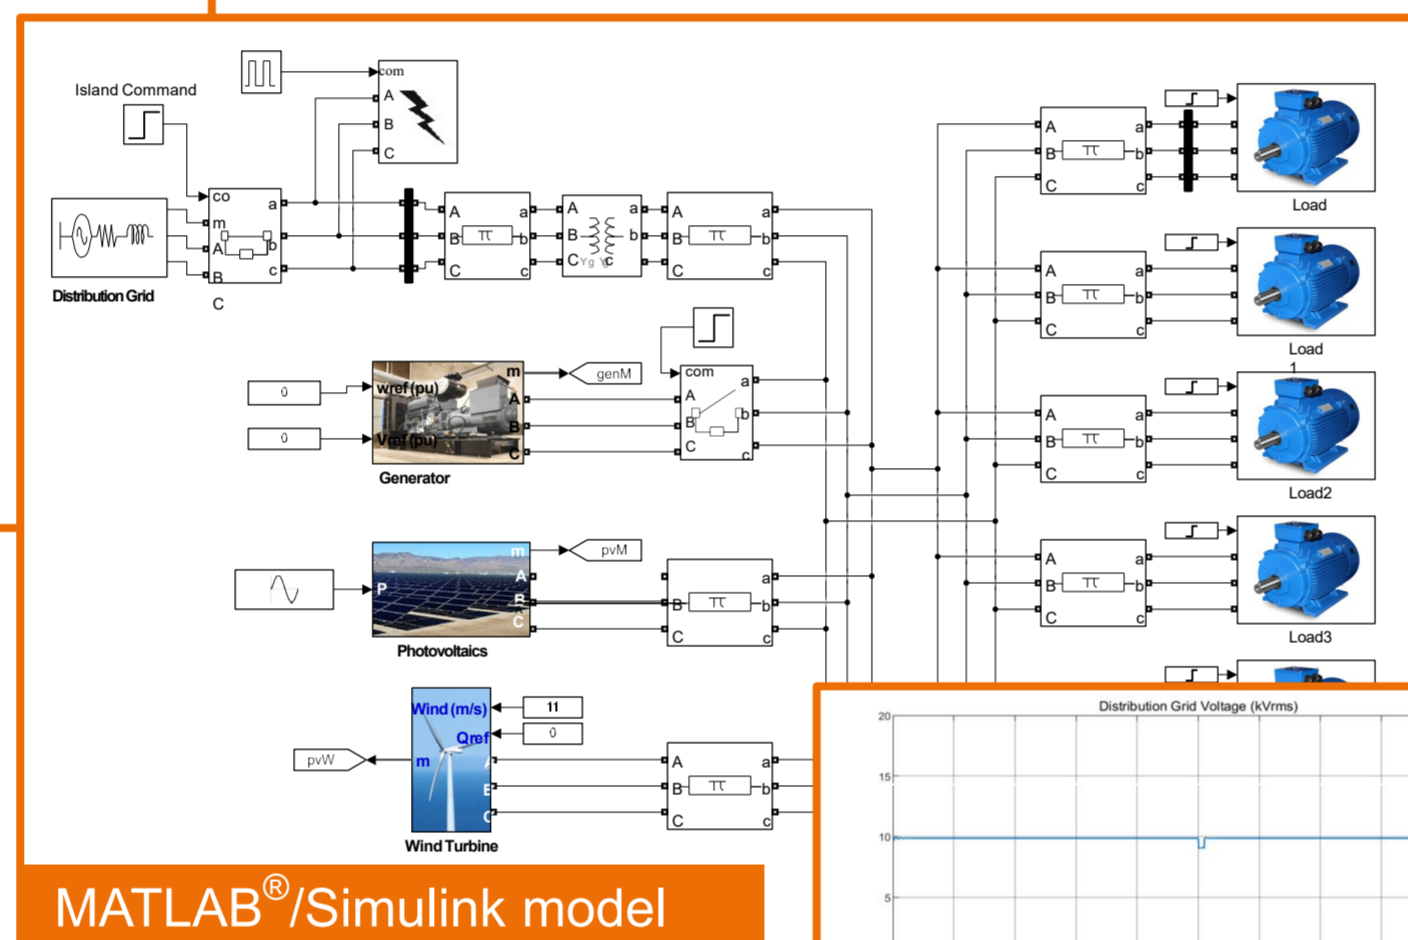 Island Command
com
A
B
C
co
m
A
B
C
a
b
c
Distribution Grid
A
B
C
π
a
b
c
A
B
C
Yg Yg
a
b
c
A
B
C
π
a
b
c
0
0
wref (pu)
Vref (pu)
m
A
B
C
Generator
genM
com
A
B
C
a
b
c
P
m
A
B
C
Photovoltaics
pvM
B
C
π
a
b
c
Wind (m/s)
Qref
m
A
B
C
11
0
pvW
Wind Turbine
A
B
C
π
a
b
c
A
B
C
π
a
b
c
Load
A
B
C
π
a
b
c
Load
1
A
B
C
π
a
b
c
Load2
A
B
C
π
a
b
c
Load3
Distribution Grid Voltage (kVrms)
20
15
10
5
MATLAB®/Simulink model